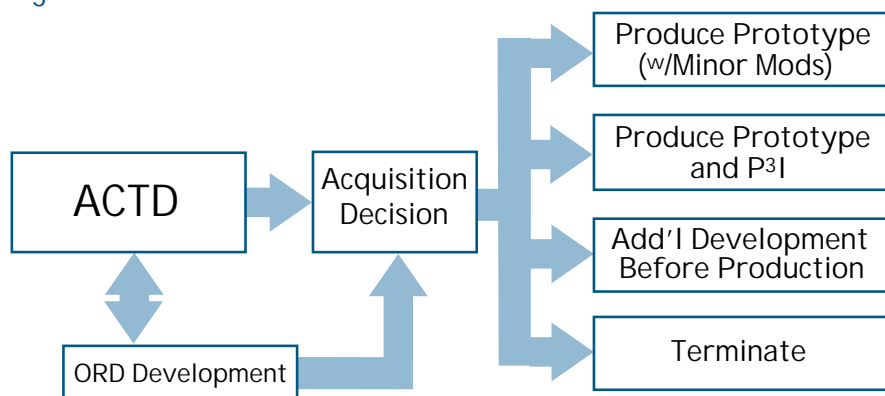 ACTD
Acquisition
Decision
ORD Development
Produce Prototype
(w/Minor Mods)
Produce Prototype
and P³I
Add'l Development
Before Production
Terminate